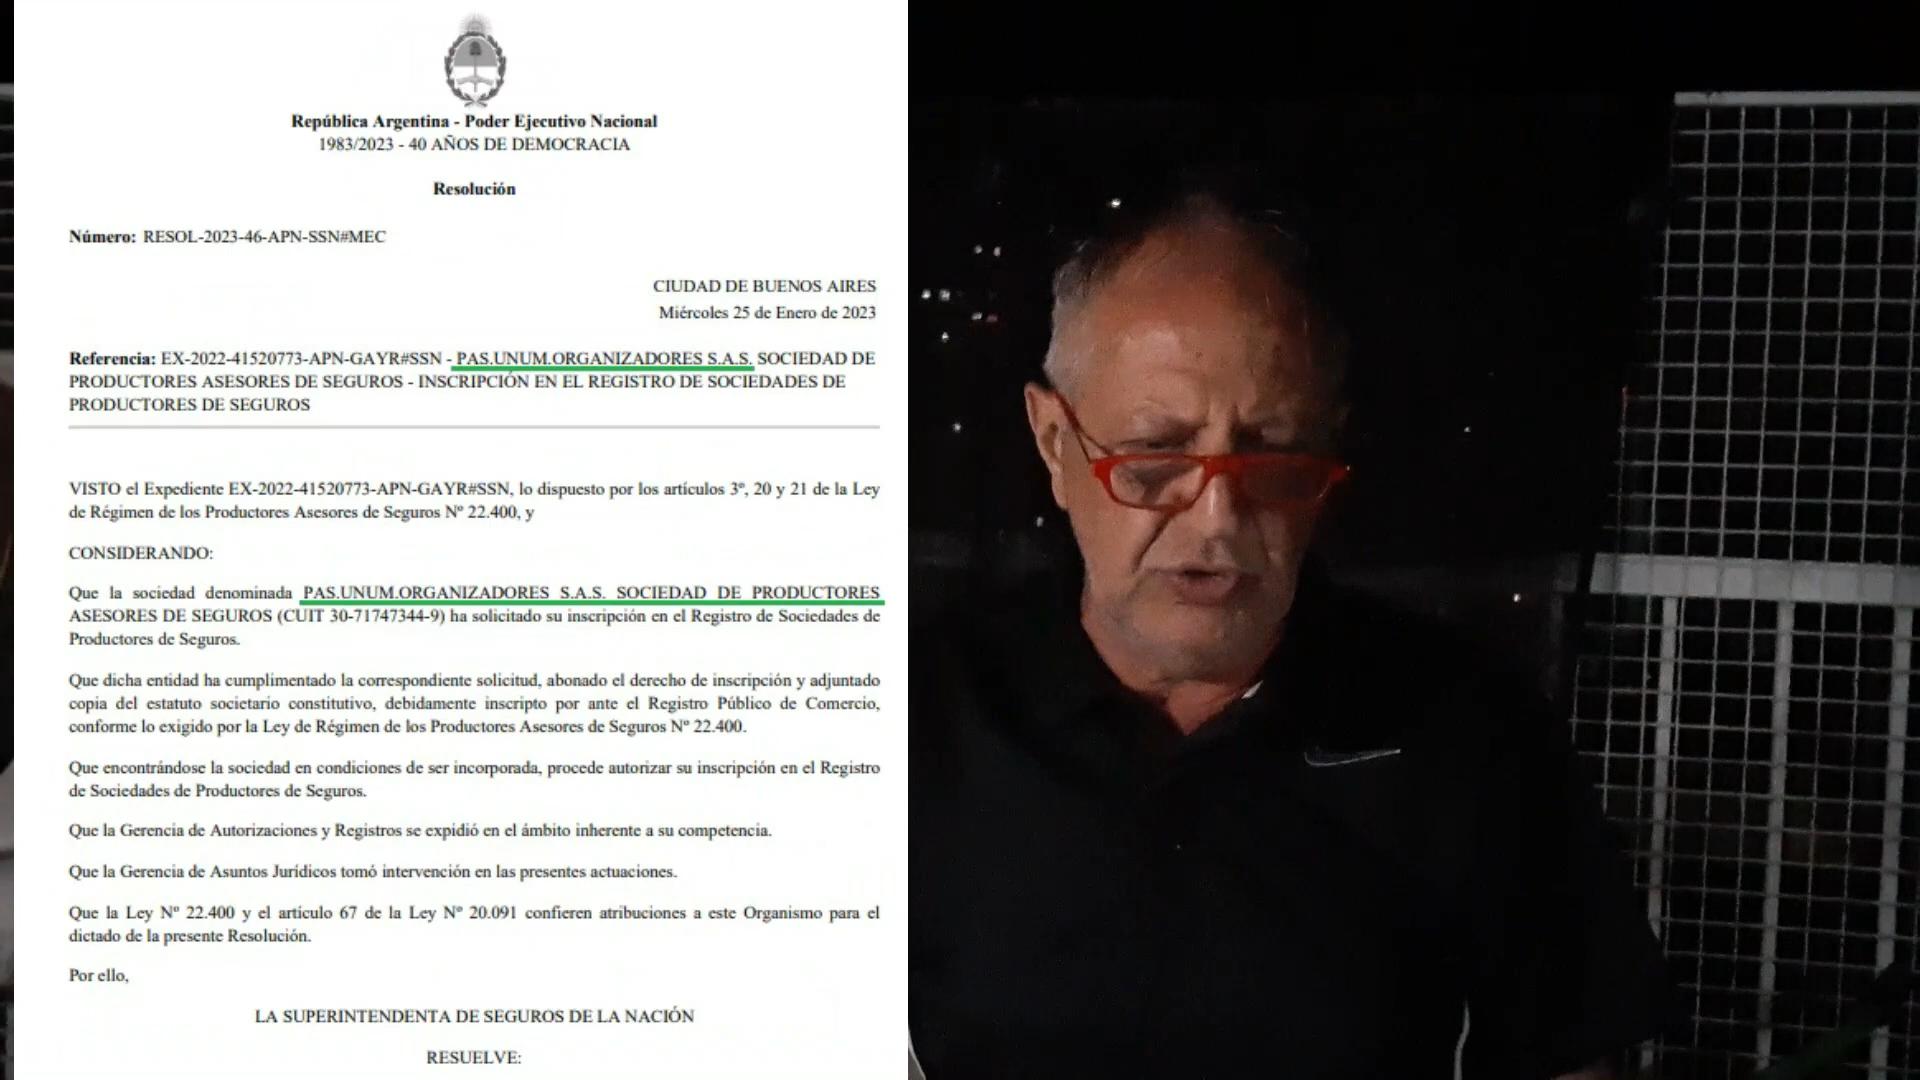 República Argentina - Poder Ejecutivo Nacional
1983/2023 - 40 AÑOS DE DEMOCRACIA
Resolución
Número: RESOL-2023-46-APN-SSN#MEC
CIUDAD DE BUENOS AIRES
Miércoles 25 de Enero de 2023
Referencia: EX-2022-41520773-APN-GAYR#SSN - PAS.UNUM.ORGANIZADORES S.A.S. SOCIEDAD DE
PRODUCTORES ASESORES DE SEGUROS - INSCRIPCIÓN EN EL REGISTRO DE SOCIEDADES DE
PRODUCTORES DE SEGUROS
VISTO el Expediente EX-2022-41520773-APN-GAYR#SSN, lo dispuesto por los artículos 3º, 20 y 21 de la Ley
de Régimen de los Productores Asesores de Seguros Nº 22.400, y
CONSIDERANDO:
Que la sociedad denominada PAS.UNUM.ORGANIZADORES S.A.S. SOCIEDAD DE PRODUCTORES
ASESORES DE SEGUROS (CUIT 30-71747344-9) ha solicitado su inscripción en el Registro de Sociedades de
Productores de Seguros.
Que dicha entidad ha cumplimentado la correspondiente solicitud, abonado el derecho de inscripción y adjuntado
copia del estatuto societario constitutivo, debidamente inscripto por ante el Registro Público de Comercio,
conforme lo exigido por la Ley de Régimen de los Productores Asesores de Seguros Nº 22.400.
Que encontrándose la sociedad en condiciones de ser incorporada, procede autorizar su inscripción en el Registro
de Sociedades de Productores de Seguros.
Que la Gerencia de Autorizaciones y Registros se expidió en el ámbito inherente a su competencia.
Que la Gerencia de Asuntos Jurídicos tomó intervención en las presentes actuaciones.
Que la Ley Nº 22.400 y el artículo 67 de la Ley Nº 20.091 confieren atribuciones a este Organismo para el
dictado de la presente Resolución.
Por ello,
LA SUPERINTENDENTA DE SEGUROS DE LA NACIÓN
RESUELVE: